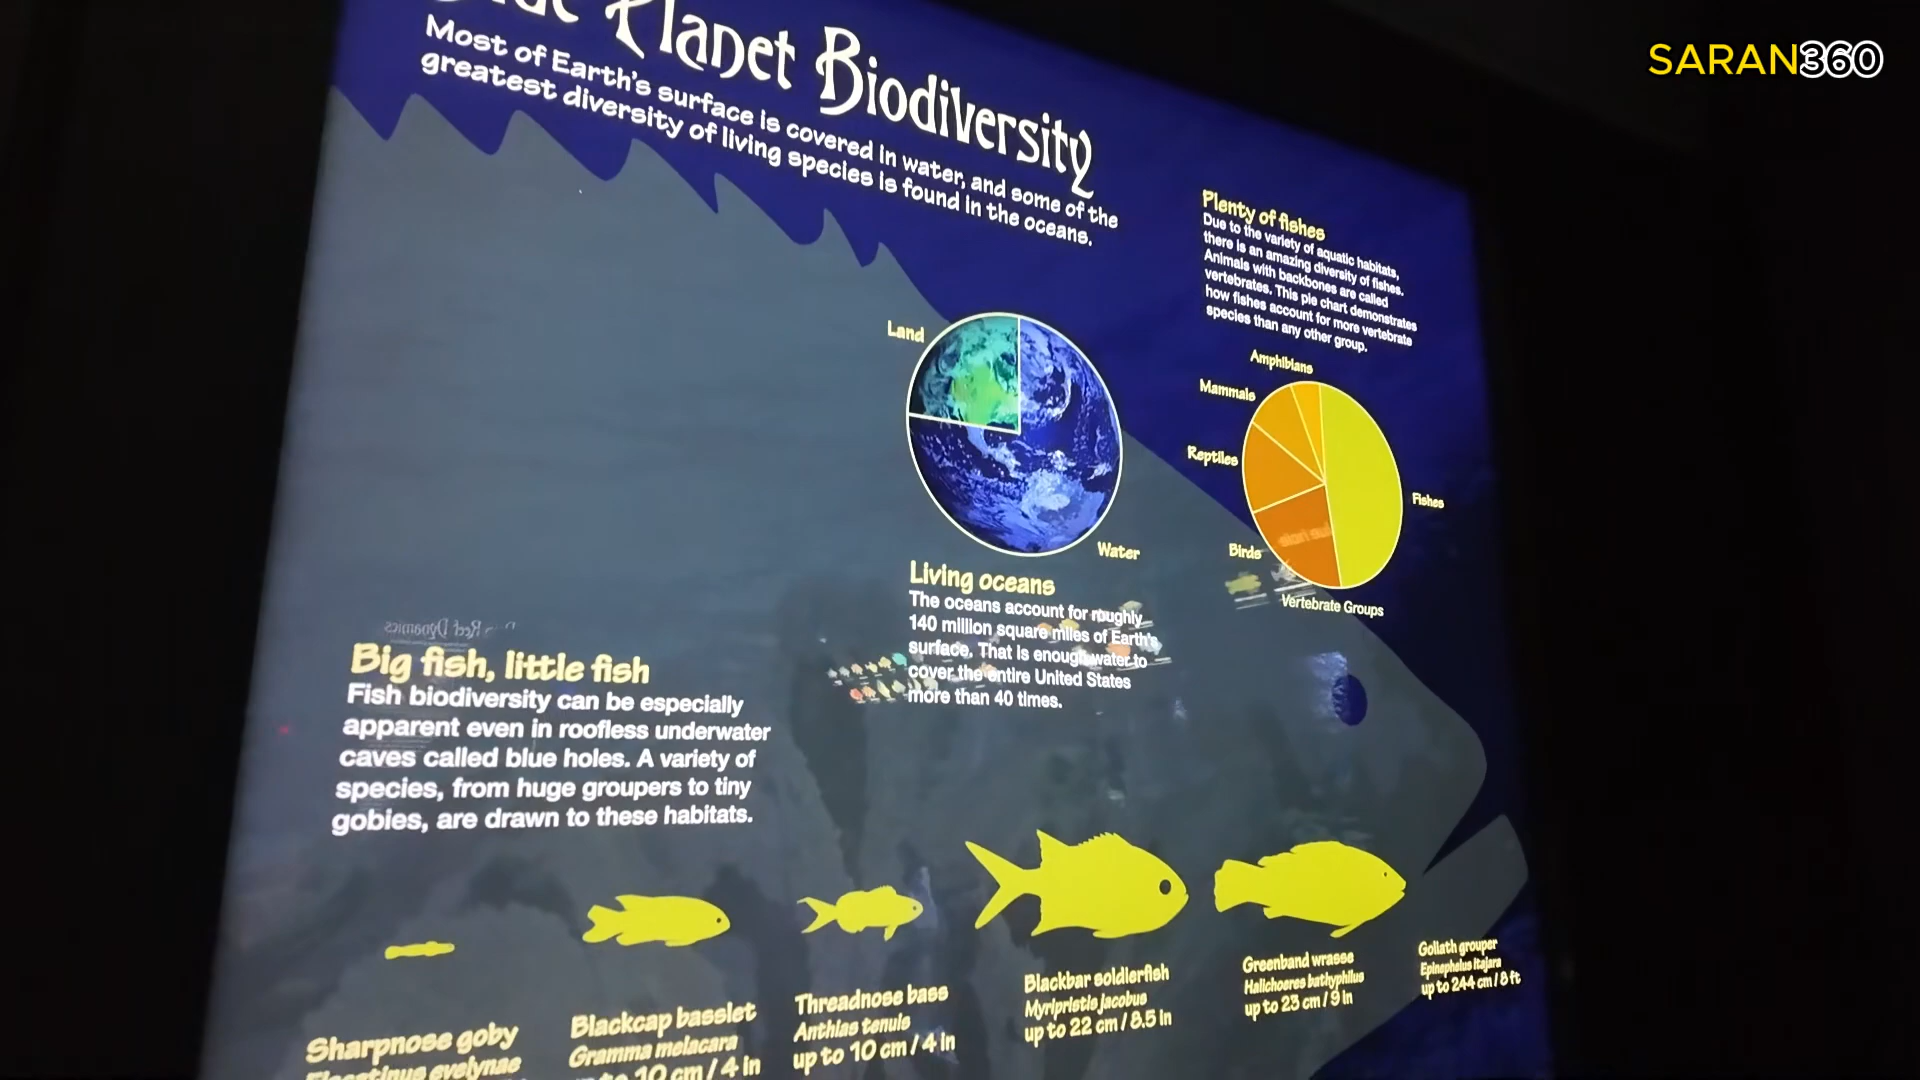 Planet Biodiversity
Most of Earth's surface is covered in water, and some of the
greatest diversity of living species is found in the oceans.
SARAN360
Plenty of fishes
Due to the variety of aquatic habitats,
there is an amazing diversity of fishes.
Animals with backbones are called
vertebrates. This pie chart demonstrates
how fishes account for more vertebrate
species than any other group.
Land
Water
Amphibians
Mammals
Reptiles
Fishes
Birds
Vertebrate Groups
Living oceans
The oceans account for roughly
140 million square miles of Earth's
surface. That is enough water to
cover the entire United States
more than 40 times.
Big fish, little fish
Fish biodiversity can be especially
apparent even in roofless underwater
caves called blue holes. A variety of
species, from huge groupers to tiny
gobies, are drawn to these habitats.
Sharpnose goby
Elacatinus evelynae
Blackcap basslet
Gramma melacara
up to 10 cm / 4 in
Threadnose bass
Anthias tenuis
up to 10 cm / 4 in
Blackbar soldierfish
Myripristis jacobus
up to 22 cm / 8.5 in
Greenband wrasse
Halichoeres bathyphilus
up to 23 cm / 9 in
Goliath grouper
Epinephelus itajara
up to 244 cm / 8 ft